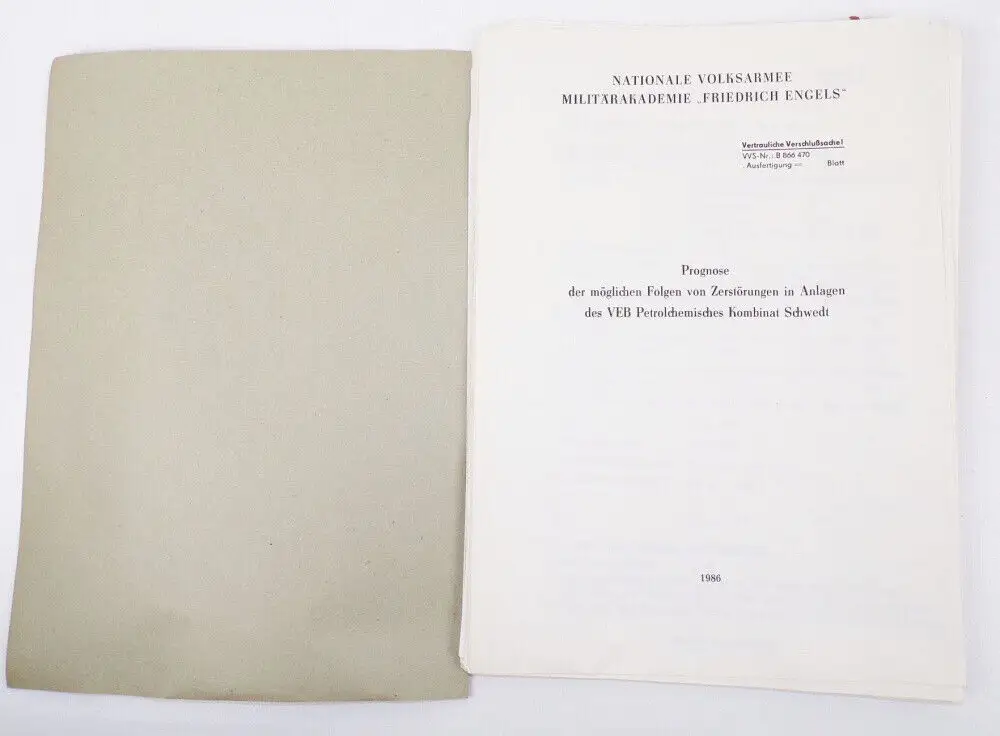 NATIONALE VOLKSARMEE
MILITÄRAKADEMIE „FRIEDRICH ENGELS“
Vertrauliche Verschlußsache!
VVS-Nr.: B 866 470
. Ausfertigung — Blatt
Prognose
der möglichen Folgen von Zerstörungen in Anlagen
des VEB Petrolchemisches Kombinat Schwedt
1986